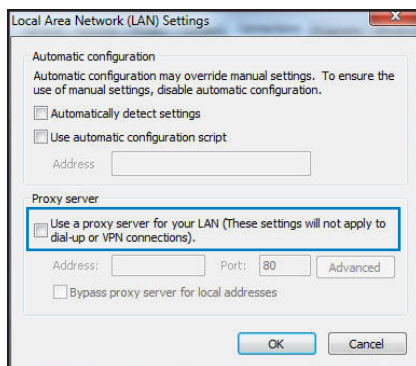 Local Area Network (LAN) Settings
Automatic configuration
Automatic configuration may override manual settings. To ensure the
use of manual settings, disable automatic configuration.
Automatically detect settings
Use automatic configuration script
Address
Proxy server
Use a proxy server for your LAN (These settings will not apply to
dial-up or VPN connections).
Address: Port: 80 Advanced
Bypass proxy server for local addresses
OK Cancel